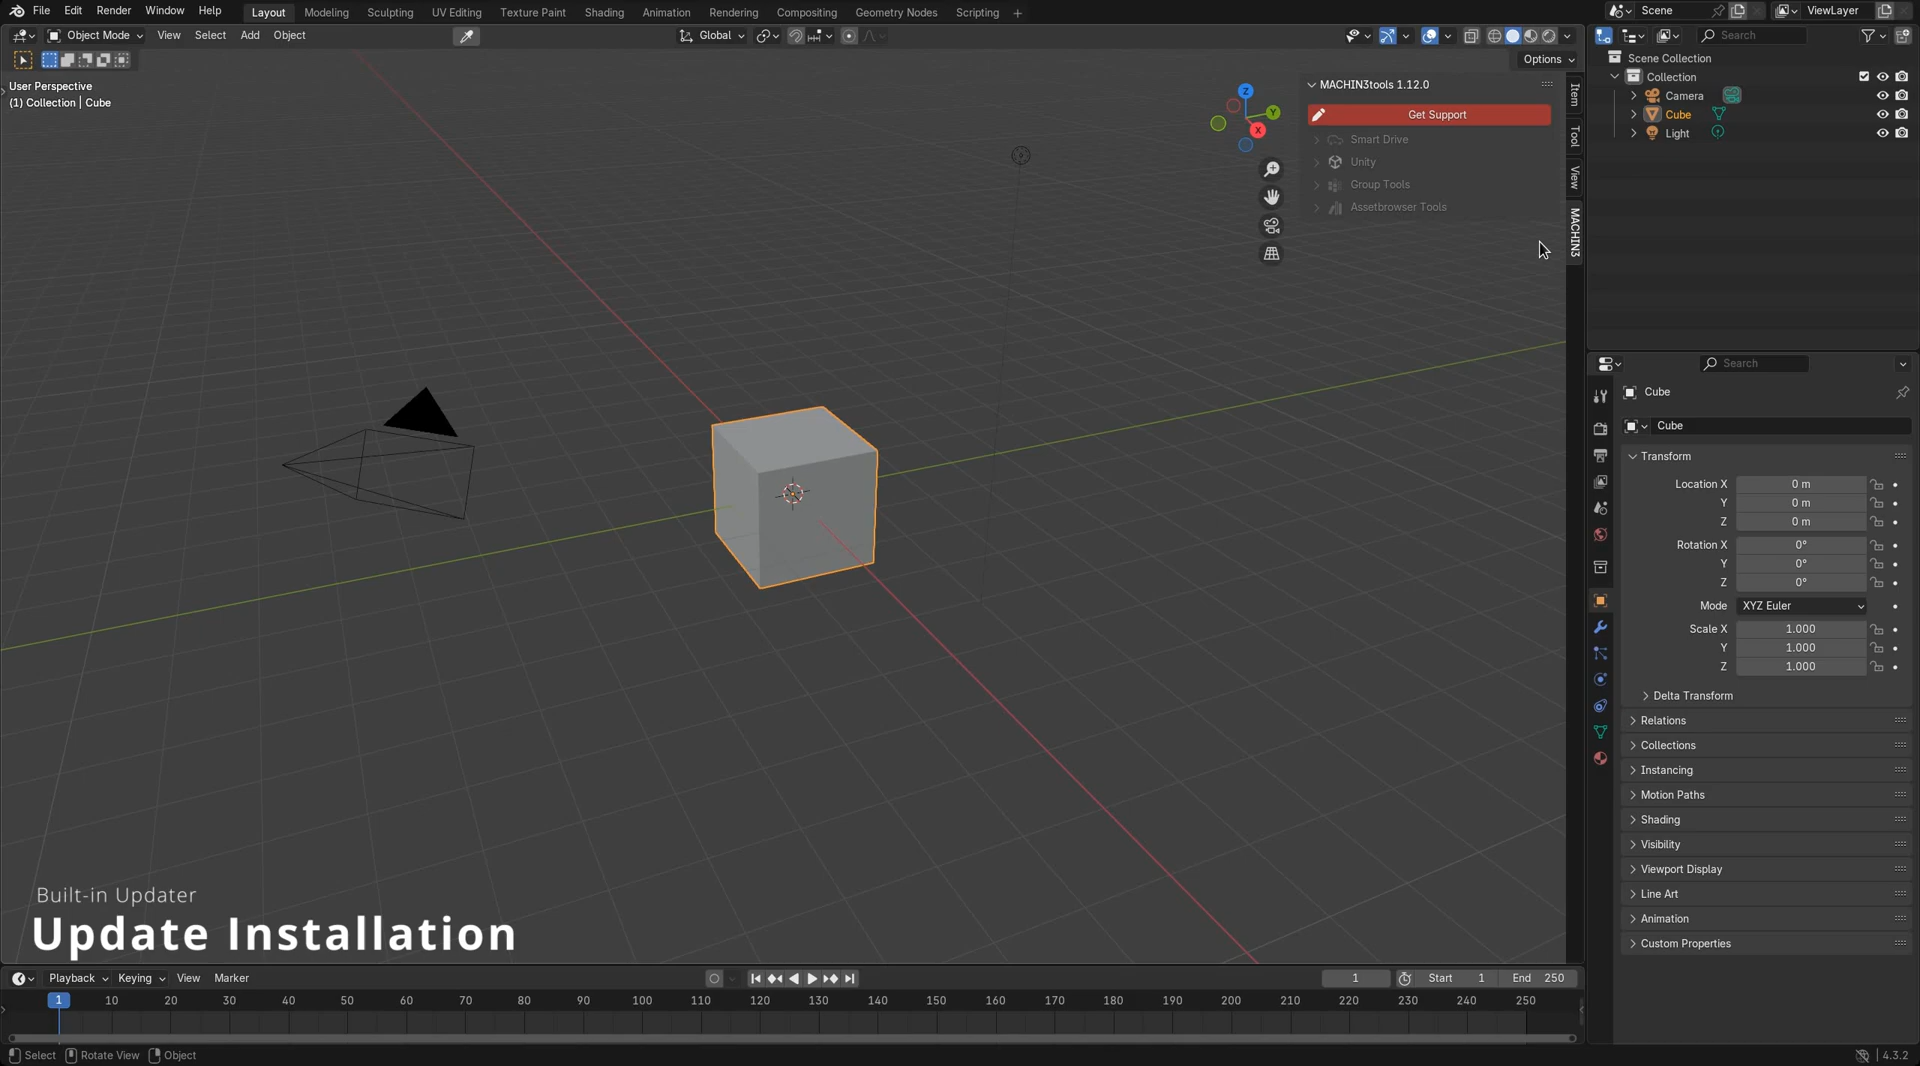 File Edit Render Window Help Layout Modeling Sculpting UV Editing Texture Paint Shading Animation Rendering Compositing Geometry Nodes Scripting + Scene ViewLayer
Object Mode View Select Add Object Global Search
Options
User Perspective
(1) Collection | Cube
MACHIN3tools 1.12.0
Get Support
Smart Drive
Unity
Group Tools
Assetbrowser Tools
Z
Y
X
Item
Tool
View
MACHIN3
Scene Collection
Collection
Camera
Cube
Light
Search
Cube
Cube
Transform
Location X 0 m
Y 0 m
Z 0 m
Rotation X 0°
Y 0°
Z 0°
Mode XYZ Euler
Scale X 1.000
Y 1.000
Z 1.000
Delta Transform
Relations
Collections
Instancing
Motion Paths
Shading
Visibility
Viewport Display
Line Art
Animation
Custom Properties
Built-in Updater
Update Installation
Playback Keying View Marker 1 Start 1 End 250
1 10 20 30 40 50 60 70 80 90 100 110 120 130 140 150 160 170 180 190 200 210 220 230 240 250
Select Rotate View Object 4.3.2